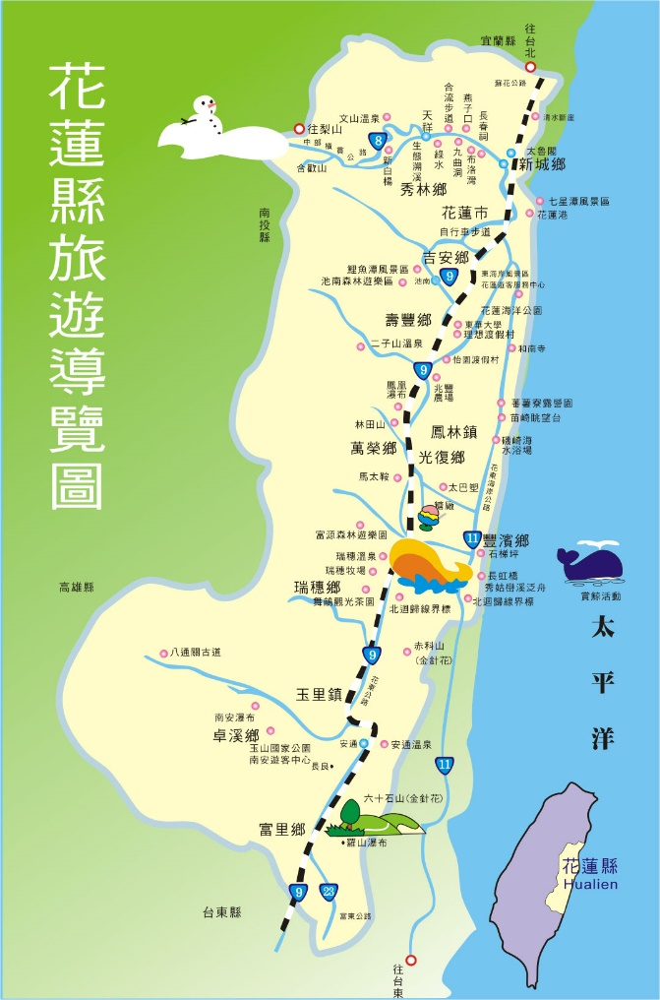 花蓮縣旅遊導覽圖
往台北
宜蘭縣
蘇花公路
清水斷崖
往梨山
文山溫泉
天祥
合流步道
燕子口
長春祠
8
中部橫貫公路
合歡山
新白楊
生態溯溪
綠水
九曲洞
布洛灣
太魯閣
新城鄉
秀林鄉
南投縣
花蓮市
七星潭風景區
花蓮港
自行車步道
吉安鄉
鯉魚潭風景區
池南森林遊樂區
池南
9
東海岸風景區
花蓮遊客服務中心
花蓮海洋公園
壽豐鄉
東華大學
理想渡假村
二子山溫泉
和南寺
怡園渡假村
9
鳳凰瀑布
北豐農場
蕃薯寮露營園
苗崎眺望台
林田山
鳳林鎮
磯崎海水浴場
萬榮鄉
光復鄉
馬太鞍
太巴塱
花東海岸公路
糖廠
富源森林遊樂園
11
豐濱鄉
石梯坪
瑞穗溫泉
瑞穗牧場
長虹橋
秀姑巒溪泛舟
瑞穗鄉
舞鶴觀光茶園
北迴歸線界標
北迴歸線界標
賞鯨活動
高雄縣
太平洋
八通關古道
9
赤科山
(金針花)
玉里鎮
花東公路
南安瀑布
卓溪鄉
玉山國家公園
南安遊客中心
安通
安通溫泉
長良
11
六十石山(金針花)
富里鄉
羅山瀑布
花蓮縣
Hualien
9
23
台東縣
富東公路
往台東